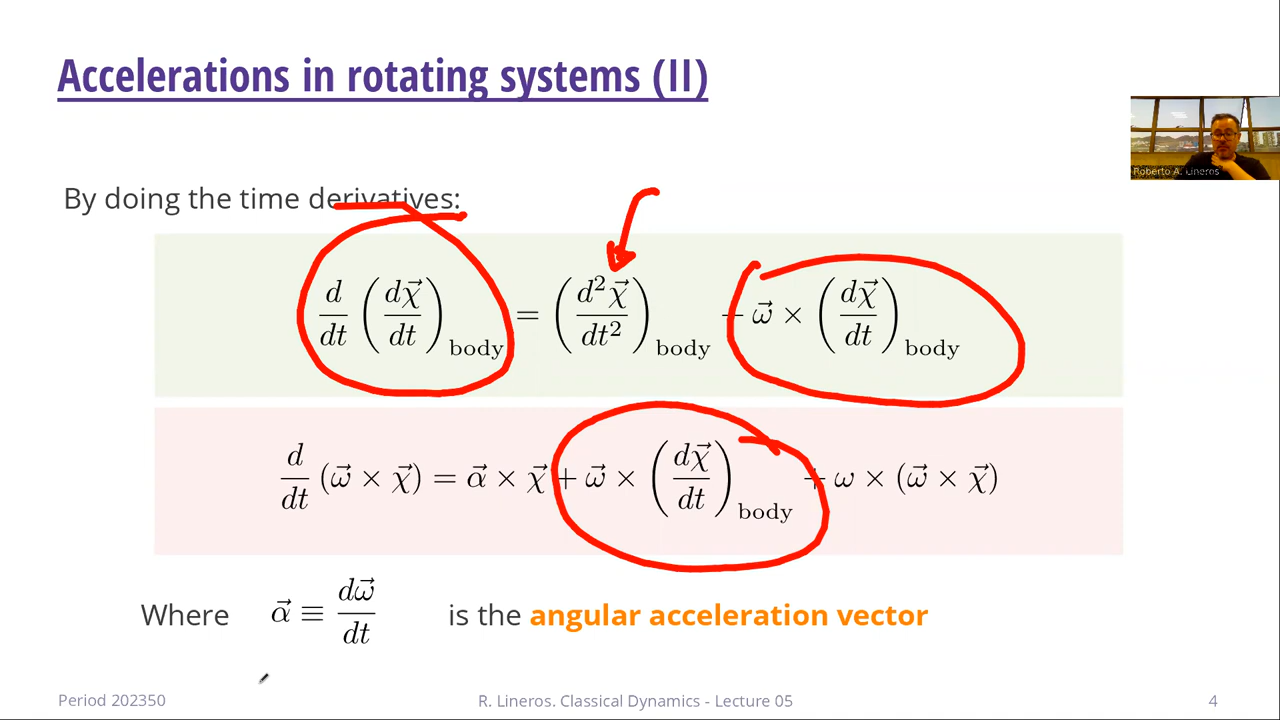 Accelerations in rotating systems (II)
Roberto A. Lineros
By doing the time derivatives:
d/dt (dχ⃗/dt)_body = (d²χ⃗/dt²)_body + ω⃗ × (dχ⃗/dt)_body
d/dt (ω⃗ × χ⃗) = α⃗ × χ⃗ + ω⃗ × (dχ⃗/dt)_body + ω × (ω⃗ × χ⃗)
Where α⃗ ≡ dω⃗/dt is the angular acceleration vector
Period 202350
R. Lineros. Classical Dynamics - Lecture 05
4